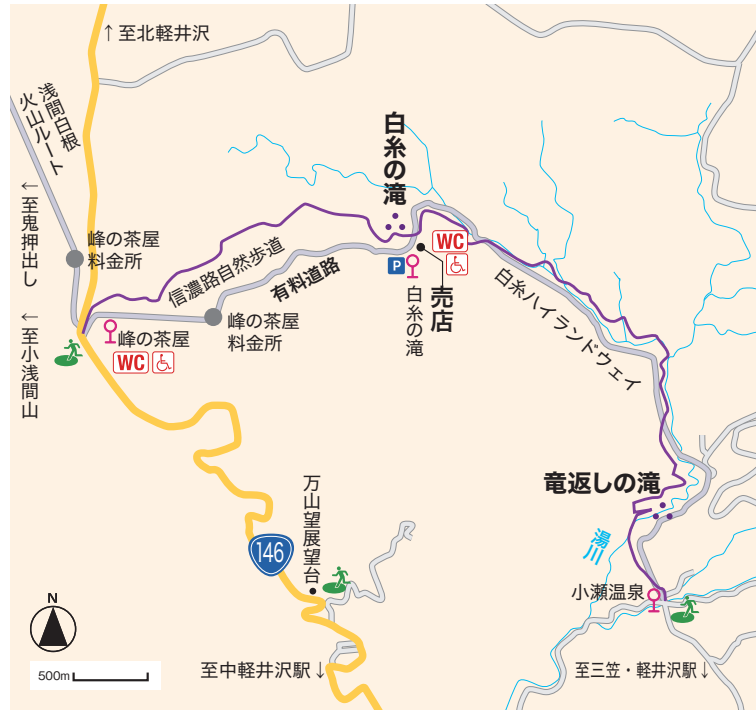 ↑至北軽井沢
浅間白根
火山ルート
白糸の滝
←至鬼押出し
峰の茶屋
料金所
信濃路自然歩道
有料道路
P
WC
売店
白糸の滝
白糸ハイランドウェイ
←至小浅間山
峰の茶屋
WC
峰の茶屋
料金所
竜返しの滝
万山望展望台
146
湯川
小瀬温泉
N
500m
至中軽井沢駅↓
至三笠・軽井沢駅↓